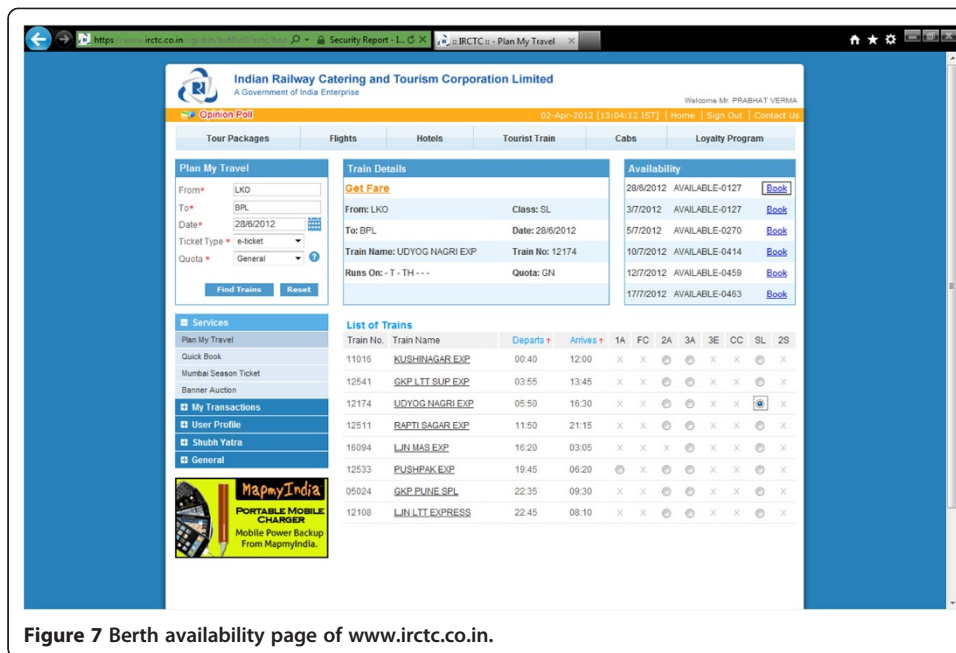 https://www.irctc.co.in Security Report - I... :: IRCTC :: - Plan My Travel
Indian Railway Catering and Tourism Corporation Limited
A Government of India Enterprise
Welcome Mr. PRABHAT VERMA
Opinion Poll
02-Apr-2012 [13:04:12 IST] | Home | Sign Out | Contact Us
Tour Packages Flights Hotels Tourist Train Cabs Loyalty Program
Plan My Travel
From* LKO
To* BPL
Date* 28/6/2012
Ticket Type * e-ticket
Quota * General
Find Trains Reset
Train Details
Get Fare
From: LKO Class: SL
To: BPL Date: 28/6/2012
Train Name: UDYOG NAGRI EXP Train No: 12174
Runs On: - T - TH - - - Quota: GN
Availability
28/6/2012 AVAILABLE-0127 Book
3/7/2012 AVAILABLE-0127 Book
5/7/2012 AVAILABLE-0270 Book
10/7/2012 AVAILABLE-0414 Book
12/7/2012 AVAILABLE-0459 Book
17/7/2012 AVAILABLE-0463 Book
Services
Plan My Travel
Quick Book
Mumbai Season Ticket
Banner Auction
My Transactions
User Profile
Shubh Yatra
General
List of Trains
Train No. Train Name Departs ↑ Arrives ↑ 1A FC 2A 3A 3E CC SL 2S
11016 KUSHINAGAR EXP 00:40 12:00 X X X X X
12541 GKP LTT SUP EXP 03:55 13:45 X X X X X
12174 UDYOG NAGRI EXP 05:50 16:30 X X X X X
12511 RAPTI SAGAR EXP 11:50 21:15 X X X X X
16094 LJN MAS EXP 16:20 03:05 X X X X X X
12533 PUSHPAK EXP 19:45 06:20 X X X X
05024 GKP PUNE SPL 22:35 09:30 X X X X X
12108 LJN LTT EXPRESS 22:45 08:10 X X X X X
MapmyIndia
PORTABLE MOBILE
CHARGER
Mobile Power Backup
From MapmyIndia.
Figure 7 Berth availability page of www.irctc.co.in.